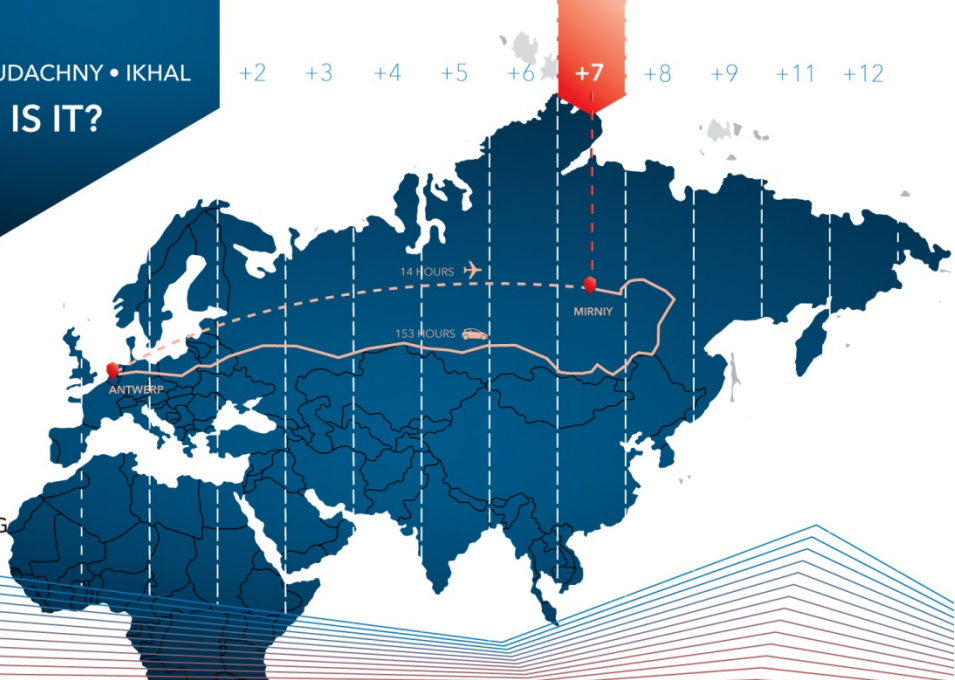 UDACHNY • IKHAL
IS IT?
+2 +3 +4 +5 +6 +7 +8 +9 +11 +12
14 HOURS
MIRNIY
153 HOURS
ANTWERP
G